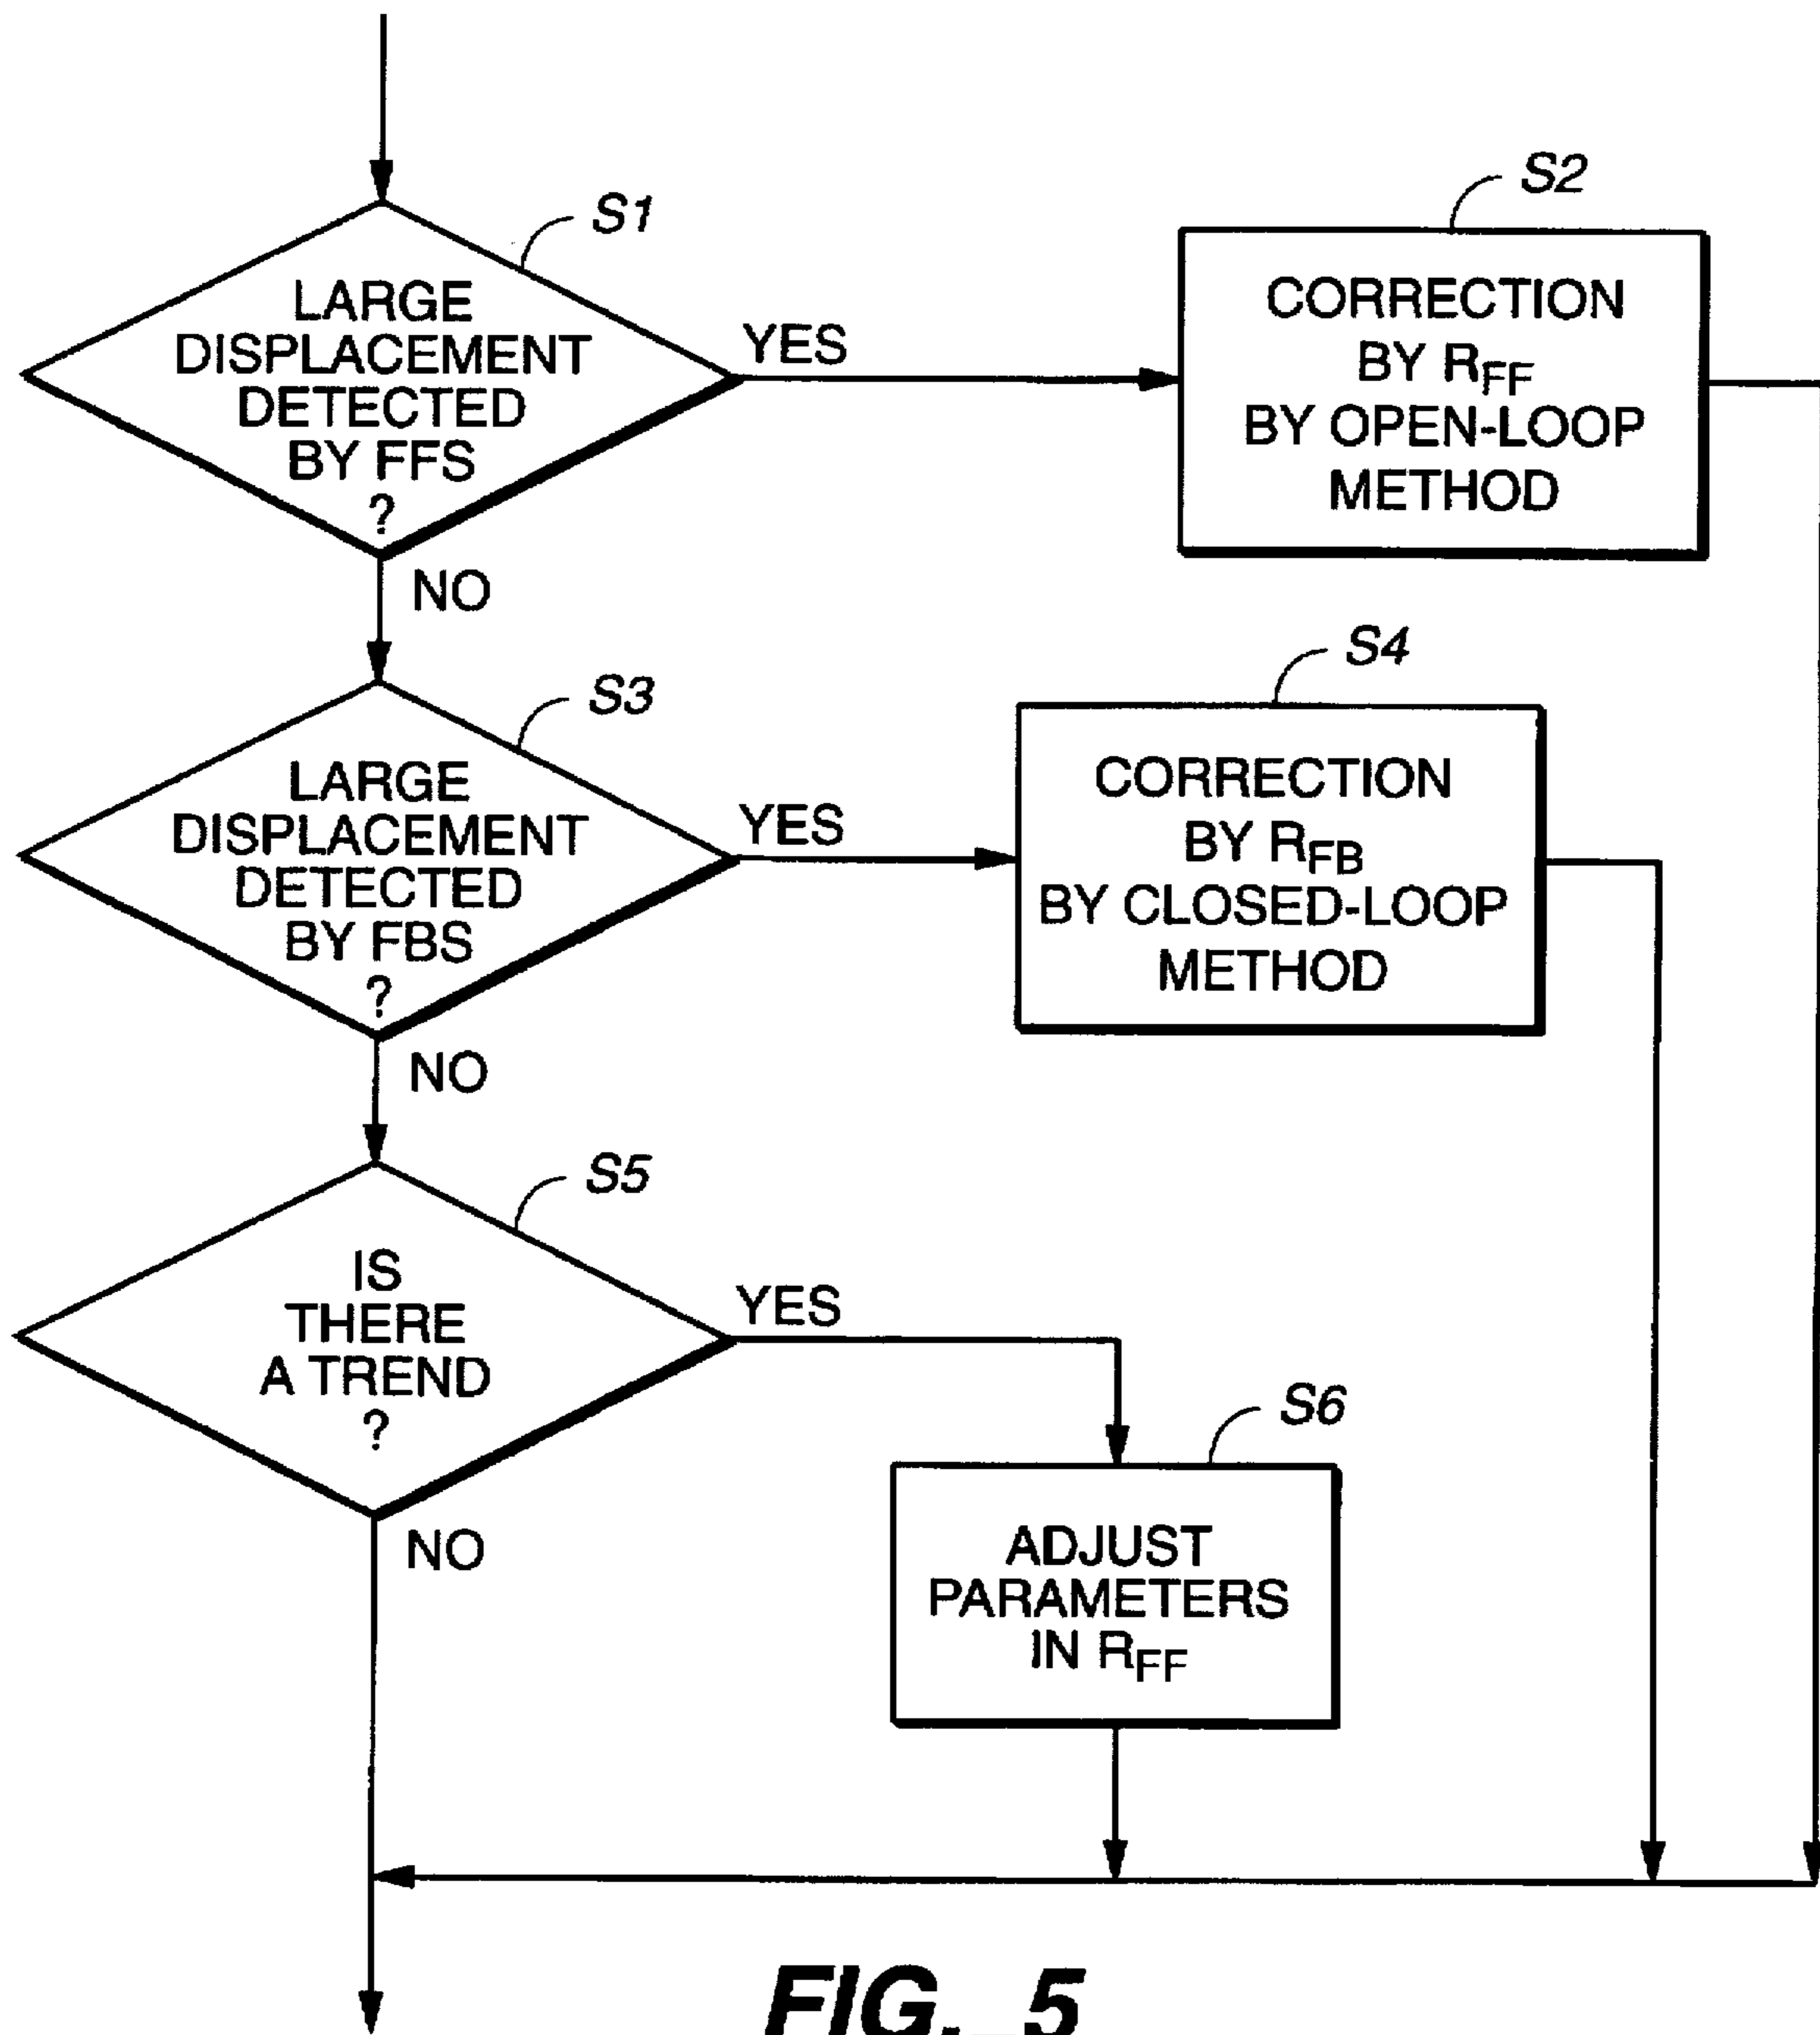 S1
LARGE
DISPLACEMENT
DETECTED
BY FFS
?
YES
NO
S2
CORRECTION
BY RFF
BY OPEN-LOOP
METHOD
S3
LARGE
DISPLACEMENT
DETECTED
BY FBS
?
YES
NO
S4
CORRECTION
BY RFB
BY CLOSED-LOOP
METHOD
S5
IS
THERE
A TREND
?
YES
NO
S6
ADJUST
PARAMETERS
IN RFF
FIG._5